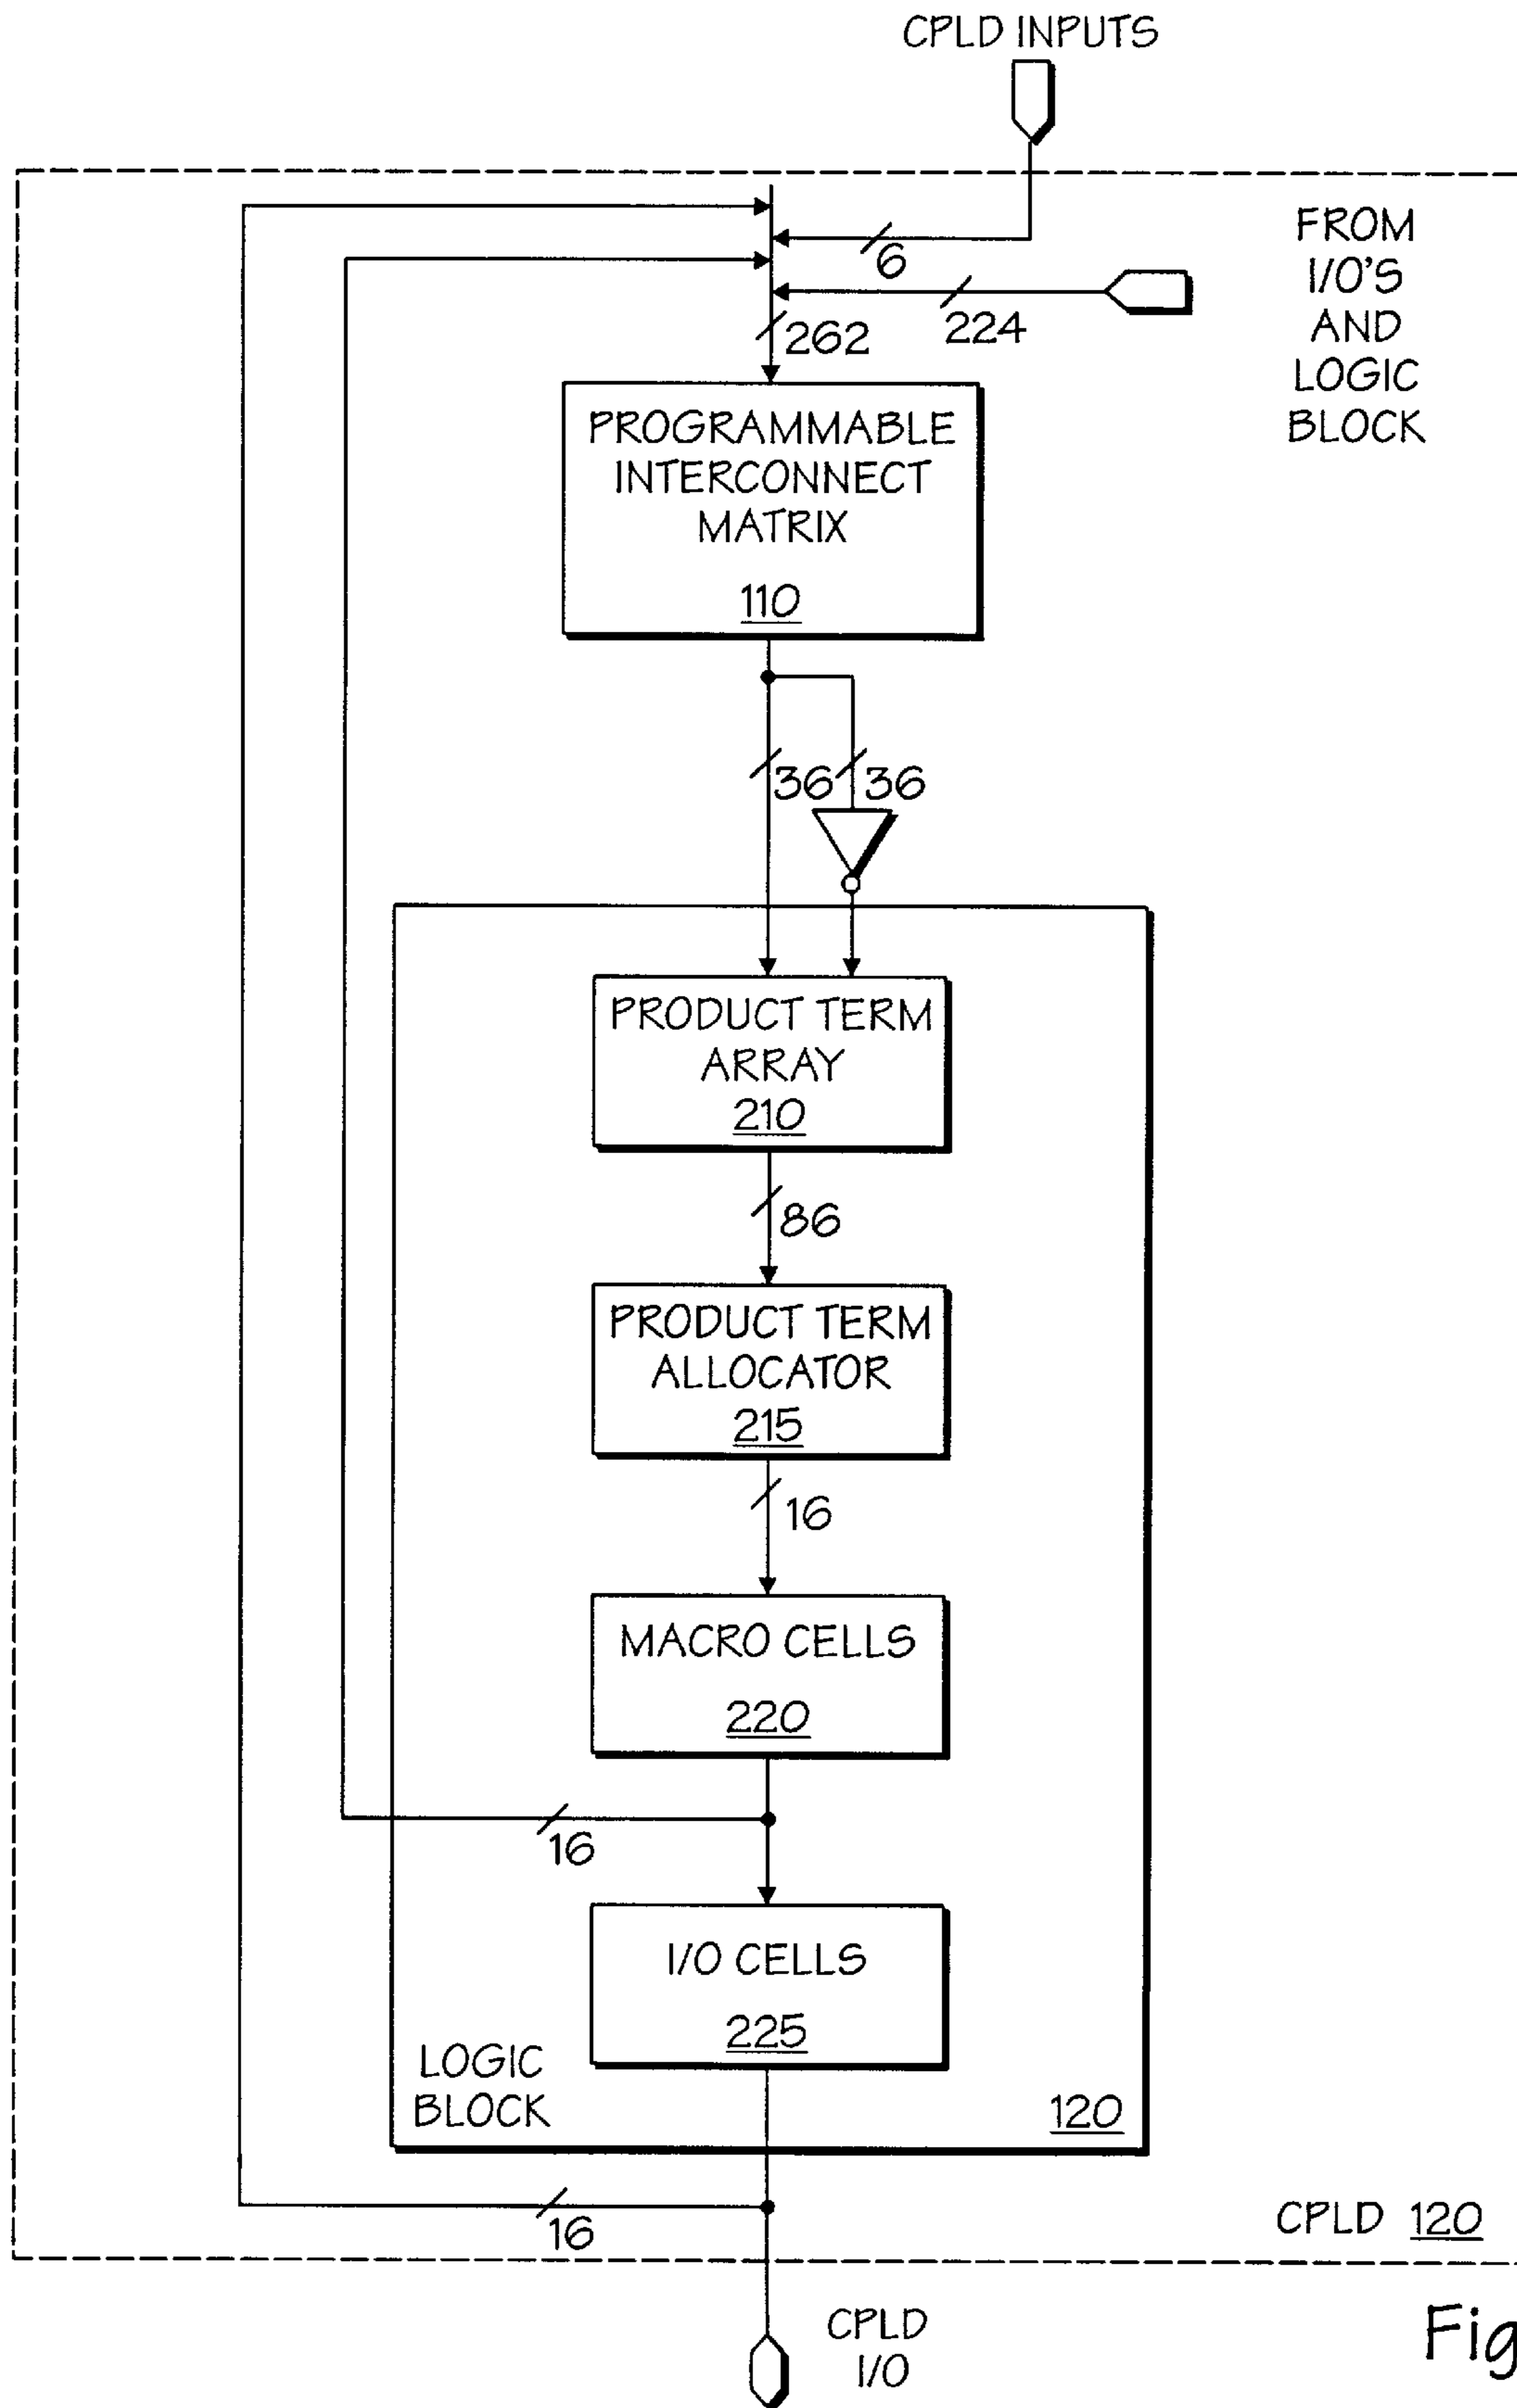 CPLD INPUTS
FROM
I/O'S
AND
LOGIC
BLOCK
6
224
262
PROGRAMMABLE
INTERCONNECT
MATRIX
110
36
36
PRODUCT TERM
ARRAY
210
86
PRODUCT TERM
ALLOCATOR
215
16
MACRO CELLS
220
16
I/O CELLS
225
LOGIC
BLOCK
120
16
CPLD 120
CPLD
I/O
Fig